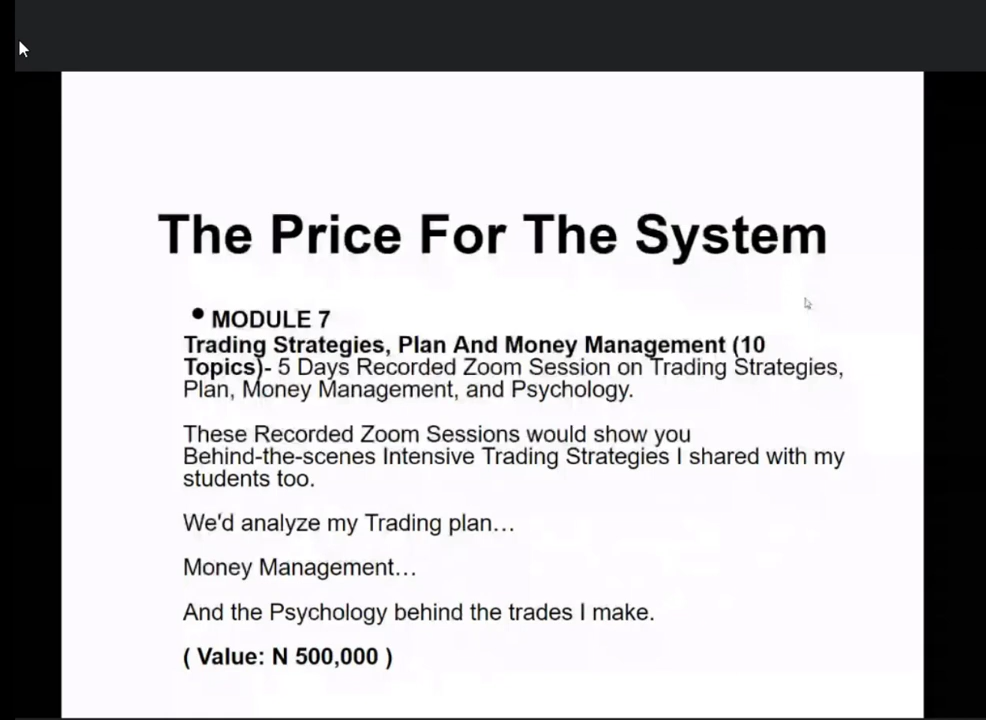 The Price For The System
• MODULE 7
Trading Strategies, Plan And Money Management (10
Topics)- 5 Days Recorded Zoom Session on Trading Strategies,
Plan, Money Management, and Psychology.
These Recorded Zoom Sessions would show you
Behind-the-scenes Intensive Trading Strategies I shared with my
students too.
We'd analyze my Trading plan…
Money Management…
And the Psychology behind the trades I make.
( Value: N 500,000 )